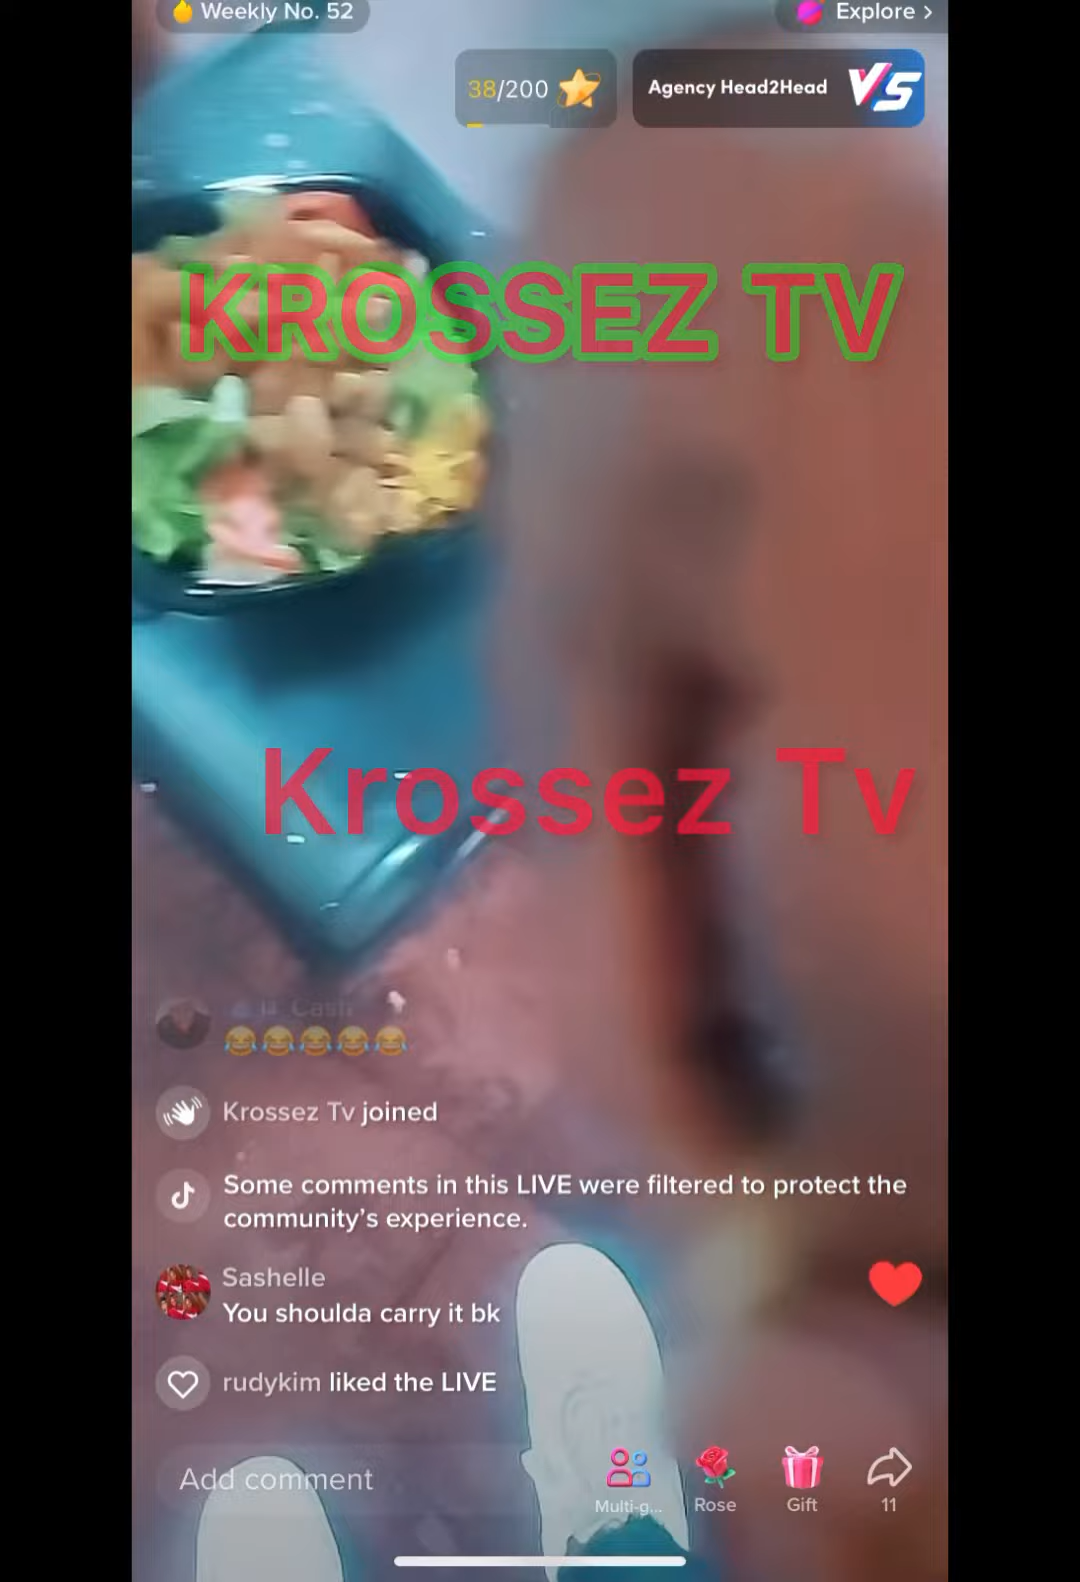 Weekly No. 52
Explore >
38/200
Agency Head2Head
VS
KROSSEZ TV
Krossez Tv
😂😂😂😂😂
Krossez Tv joined
Some comments in this LIVE were filtered to protect the
community's experience.
Sashelle
You shoulda carry it bk
rudykim liked the LIVE
Add comment
Multi-g...
Rose
Gift
11